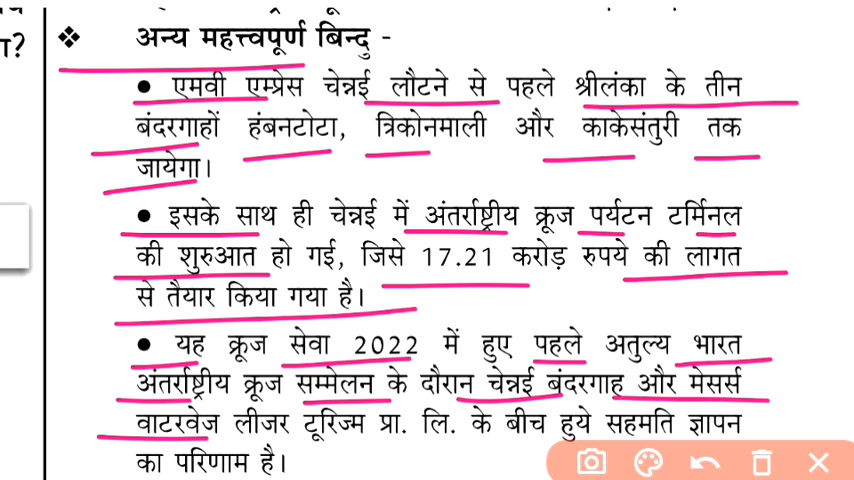 ❖ अन्य महत्त्वपूर्ण बिन्दु -
ा?
● एमवी एम्प्रेस चेन्नई लौटने से पहले श्रीलंका के तीन
बंदरगाहों हंबनटोटा, त्रिकोनमाली और काकेसंतुरी तक
जायेगा।
● इसके साथ ही चेन्नई में अंतर्राष्ट्रीय क्रूज पर्यटन टर्मिनल
की शुरुआत हो गई, जिसे 17.21 करोड़ रुपये की लागत
से तैयार किया गया है।
● यह क्रूज सेवा 2022 में हुए पहले अतुल्य भारत
अंतर्राष्ट्रीय क्रूज सम्मेलन के दौरान चेन्नई बंदरगाह और मेसर्स
वाटरवेज लीजर टूरिज्म प्रा. लि. के बीच हुये सहमति ज्ञापन
का परिणाम है।